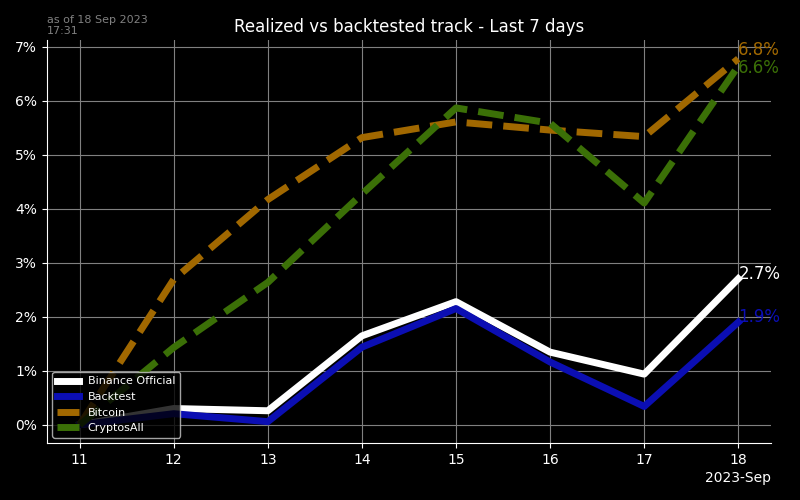 as of 18 Sep 2023
17:31
Realized vs backtested track - Last 7 days
7%
6%
5%
4%
3%
2%
1%
0%
6.8%
6.6%
2.7%
1.9%
Binance Official
Backtest
Bitcoin
CryptosAll
11 12 13 14 15 16 17 18
2023-Sep